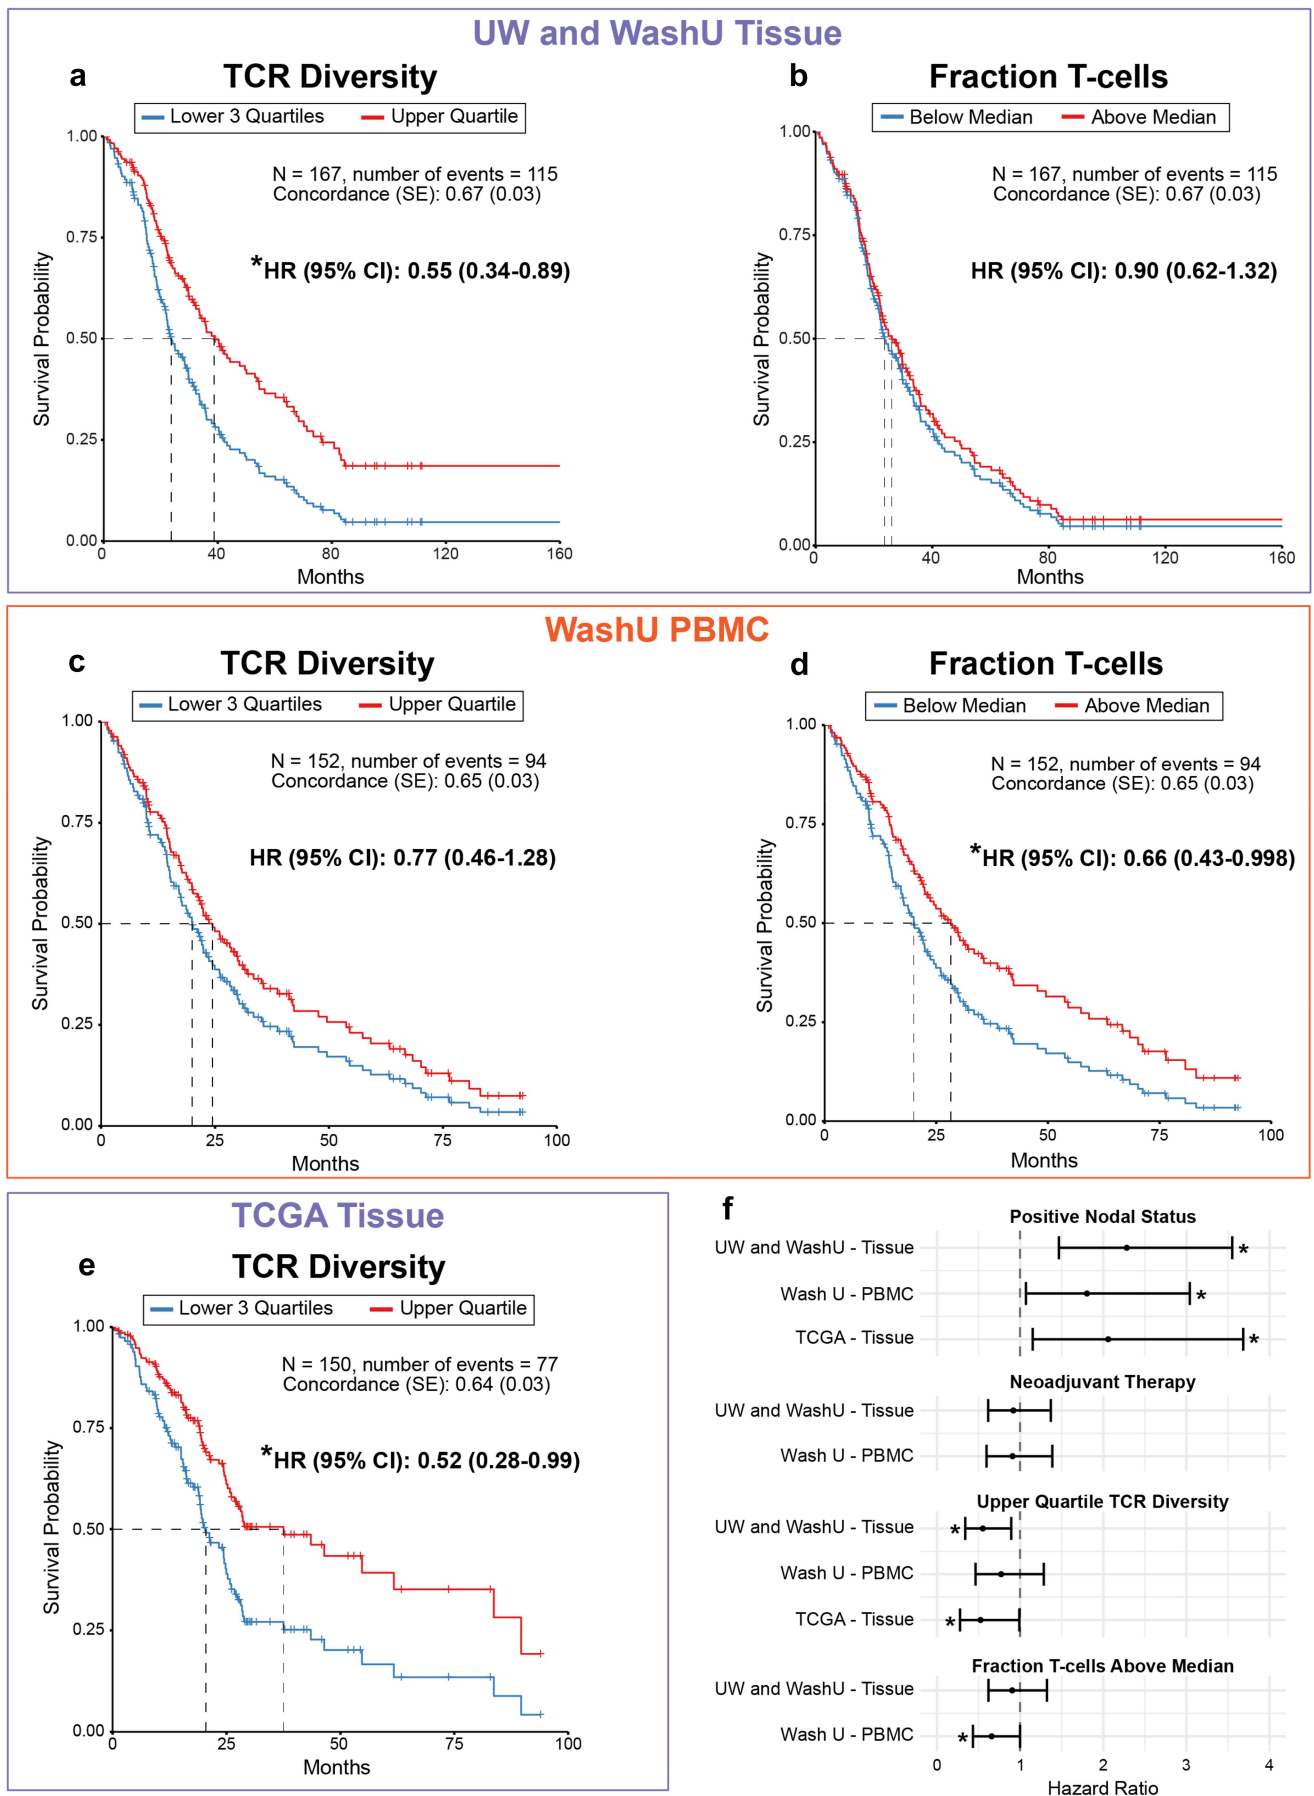 UW and WashU Tissue
a
TCR Diversity
Lower 3 Quartiles
Upper Quartile
N = 167, number of events = 115
Concordance (SE): 0.67 (0.03)
*HR (95% CI): 0.55 (0.34-0.89)
Survival Probability
1.00
0.75
0.50
0.25
0.00
0 40 80 120 160
Months
b
Fraction T-cells
Below Median
Above Median
N = 167, number of events = 115
Concordance (SE): 0.67 (0.03)
HR (95% CI): 0.90 (0.62-1.32)
Survival Probability
1.00
0.75
0.50
0.25
0.00
0 40 80 120 160
Months
WashU PBMC
c
TCR Diversity
Lower 3 Quartiles
Upper Quartile
N = 152, number of events = 94
Concordance (SE): 0.65 (0.03)
HR (95% CI): 0.77 (0.46-1.28)
Survival Probability
1.00
0.75
0.50
0.25
0.00
0 25 50 75 100
Months
d
Fraction T-cells
Below Median
Above Median
N = 152, number of events = 94
Concordance (SE): 0.65 (0.03)
*HR (95% CI): 0.66 (0.43-0.998)
Survival Probability
1.00
0.75
0.50
0.25
0.00
0 25 50 75 100
Months
TCGA Tissue
e
TCR Diversity
Lower 3 Quartiles
Upper Quartile
N = 150, number of events = 77
Concordance (SE): 0.64 (0.03)
*HR (95% CI): 0.52 (0.28-0.99)
Survival Probability
1.00
0.75
0.50
0.25
0.00
0 25 50 75 100
Months
f
Positive Nodal Status
UW and WashU - Tissue *
Wash U - PBMC *
TCGA - Tissue *
Neoadjuvant Therapy
UW and WashU - Tissue
Wash U - PBMC
Upper Quartile TCR Diversity
UW and WashU - Tissue *
Wash U - PBMC
TCGA - Tissue *
Fraction T-cells Above Median
UW and WashU - Tissue
Wash U - PBMC *
0 1 2 3 4
Hazard Ratio